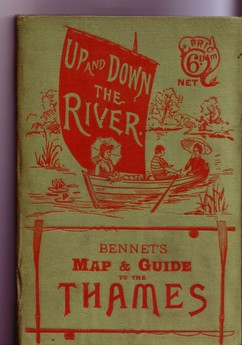 UP AND DOWN
THE
RIVER.
PRICE
6D
NET
BENNET'S
MAP & GUIDE
TO THE
THAMES